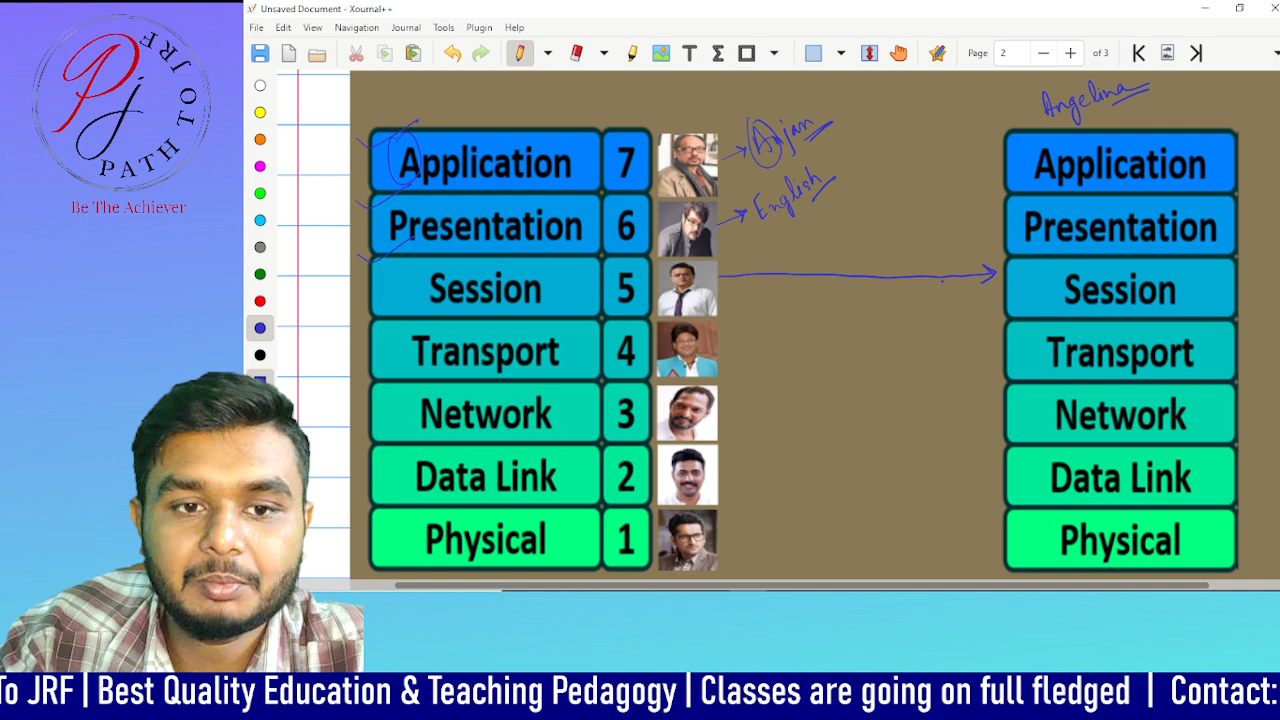 Unsaved Document - Xournal++
File Edit View Navigation Journal Tools Plugin Help
Page 2 of 3
PJ
PATH TO JRF
Be The Achiever
Angelina
Application 7
Anjan
Application
Presentation 6
English
Presentation
Session 5
Session
Transport 4
Transport
Network 3
Network
Data Link 2
Data Link
Physical 1
Physical
To JRF | Best Quality Education & Teaching Pedagogy | Classes are going on full fledged | Contact: